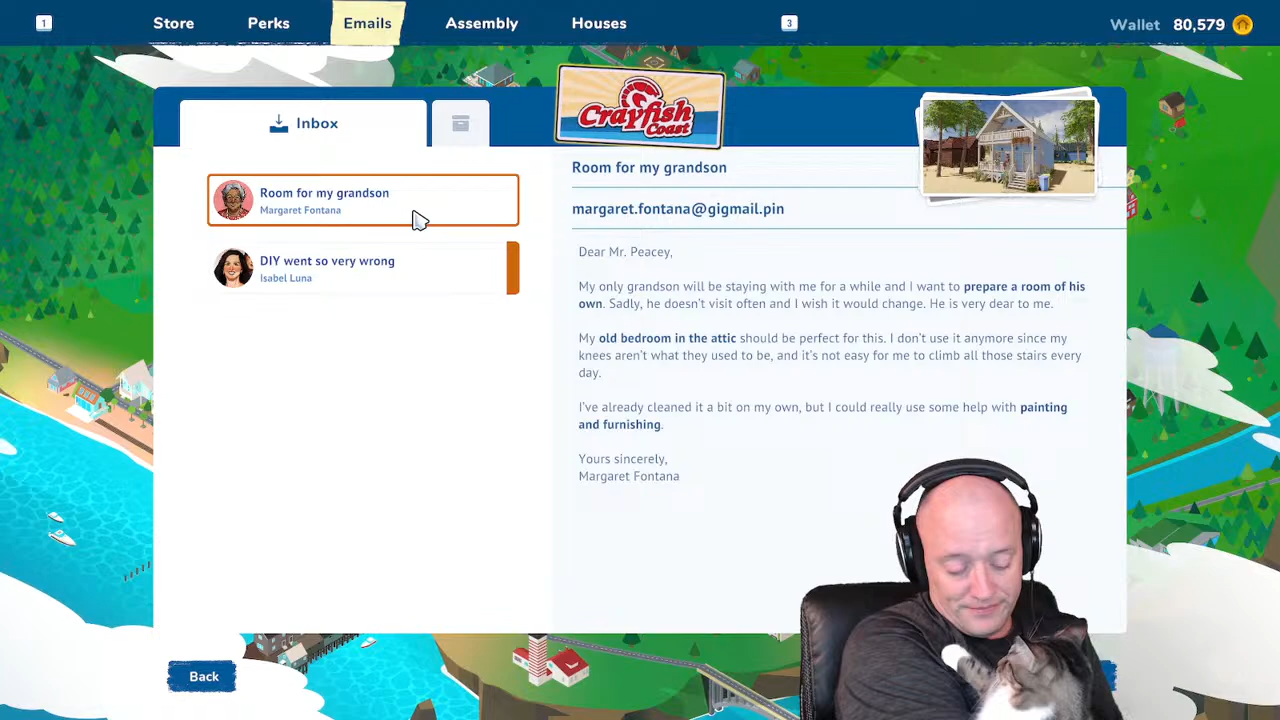 1 Store Perks Emails Assembly Houses 3 Wallet 80,579
Inbox
Crayfish
Coast
Room for my grandson
Margaret Fontana
DIY went so very wrong
Isabel Luna
Room for my grandson
margaret.fontana@gigmail.pin
Dear Mr. Peacey,
My only grandson will be staying with me for a while and I want to prepare a room of his
own. Sadly, he doesn't visit often and I wish it would change. He is very dear to me.
My old bedroom in the attic should be perfect for this. I don't use it anymore since my
knees aren't what they used to be, and it's not easy for me to climb all those stairs every
day.
I've already cleaned it a bit on my own, but I could really use some help with painting
and furnishing.
Yours sincerely,
Margaret Fontana
Back